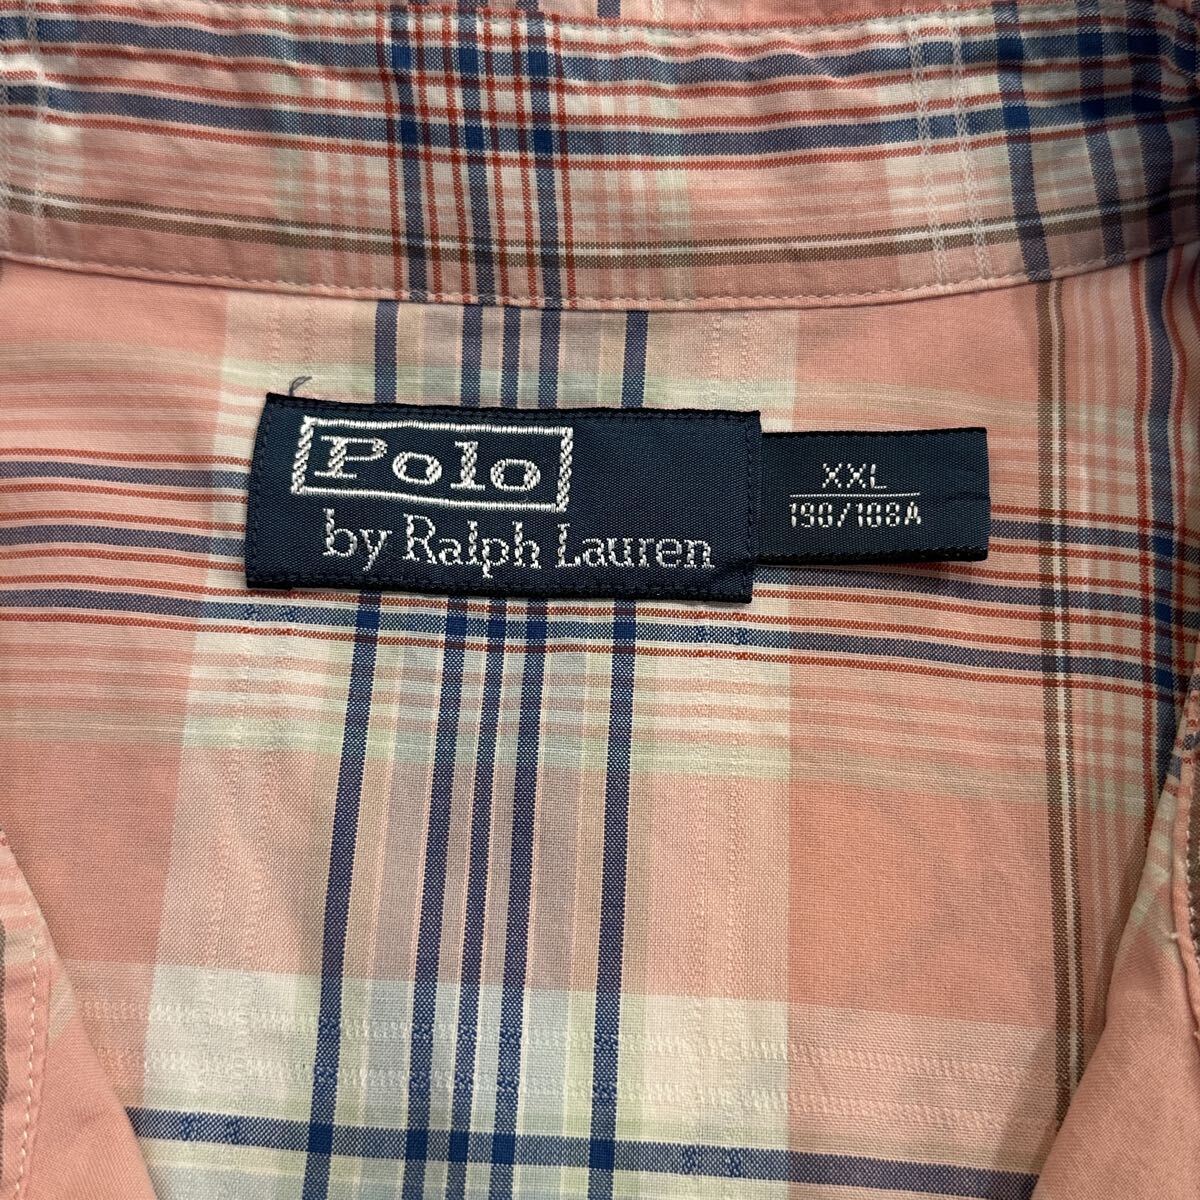 Polo
by Ralph Lauren
XXL
190/108A